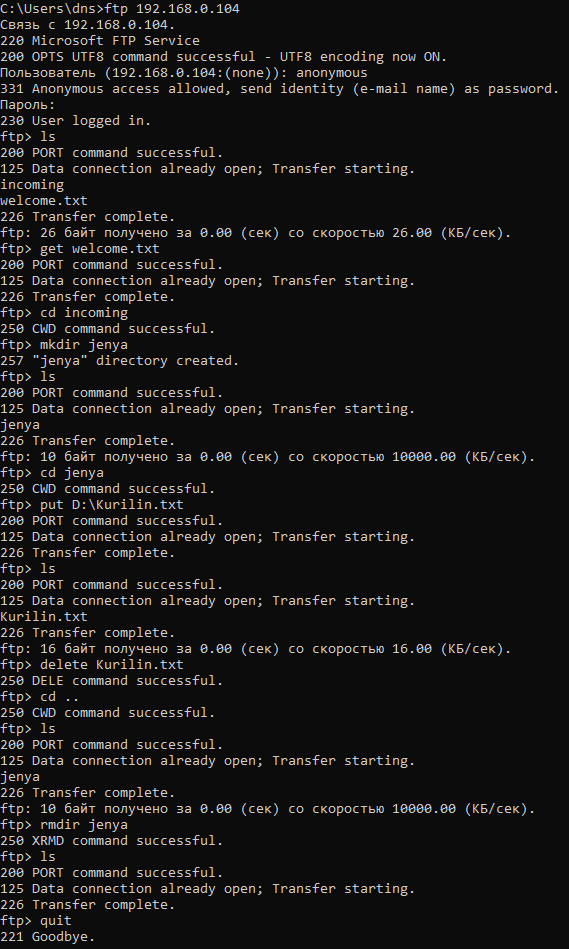 C:\Users\dns>ftp 192.168.0.104
Связь с 192.168.0.104.
220 Microsoft FTP Service
200 OPTS UTF8 command successful - UTF8 encoding now ON.
Пользователь (192.168.0.104:(none)): anonymous
331 Anonymous access allowed, send identity (e-mail name) as password.
Пароль:
230 User logged in.
ftp> ls
200 PORT command successful.
125 Data connection already open; Transfer starting.
incoming
welcome.txt
226 Transfer complete.
ftp: 26 байт получено за 0.00 (сек) со скоростью 26.00 (КБ/сек).
ftp> get welcome.txt
200 PORT command successful.
125 Data connection already open; Transfer starting.
226 Transfer complete.
ftp> cd incoming
250 CWD command successful.
ftp> mkdir jenya
257 "jenya" directory created.
ftp> ls
200 PORT command successful.
125 Data connection already open; Transfer starting.
jenya
226 Transfer complete.
ftp: 10 байт получено за 0.00 (сек) со скоростью 10000.00 (КБ/сек).
ftp> cd jenya
250 CWD command successful.
ftp> put D:\Kurilin.txt
200 PORT command successful.
125 Data connection already open; Transfer starting.
226 Transfer complete.
ftp> ls
200 PORT command successful.
125 Data connection already open; Transfer starting.
Kurilin.txt
226 Transfer complete.
ftp: 16 байт получено за 0.00 (сек) со скоростью 16.00 (КБ/сек).
ftp> delete Kurilin.txt
250 DELE command successful.
ftp> cd ..
250 CWD command successful.
ftp> ls
200 PORT command successful.
125 Data connection already open; Transfer starting.
jenya
226 Transfer complete.
ftp: 10 байт получено за 0.00 (сек) со скоростью 10000.00 (КБ/сек).
ftp> rmdir jenya
250 XRMD command successful.
ftp> ls
200 PORT command successful.
125 Data connection already open; Transfer starting.
226 Transfer complete.
ftp> quit
221 Goodbye.